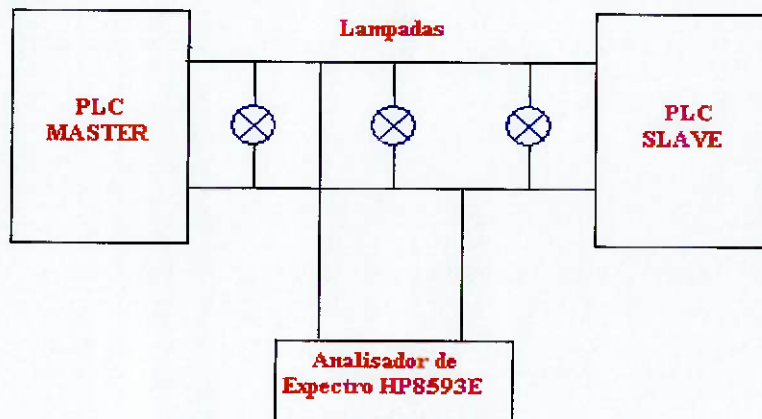 Lampadas
PLC
MASTER
PLC
SLAVE
Analisador de
Expectro HP8593E